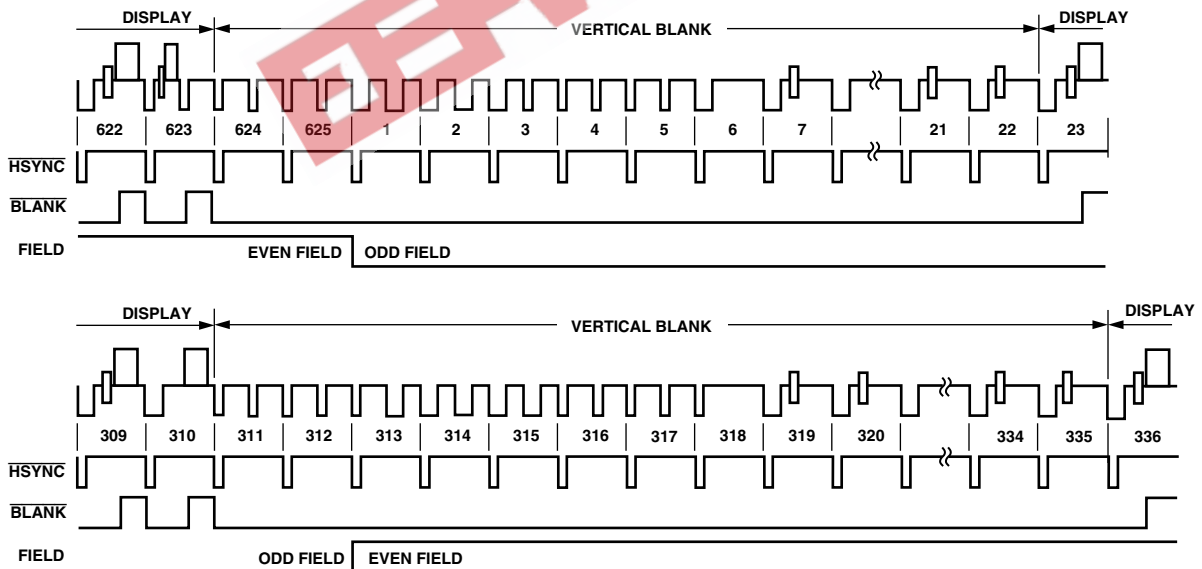 DISPLAY VERTICAL BLANK DISPLAY
622 623 624 625 1 2 3 4 5 6 7 21 22 23
HSYNC
BLANK
FIELD EVEN FIELD ODD FIELD
DISPLAY VERTICAL BLANK DISPLAY
309 310 311 312 313 314 315 316 317 318 319 320 334 335 336
HSYNC
BLANK
FIELD ODD FIELD EVEN FIELD